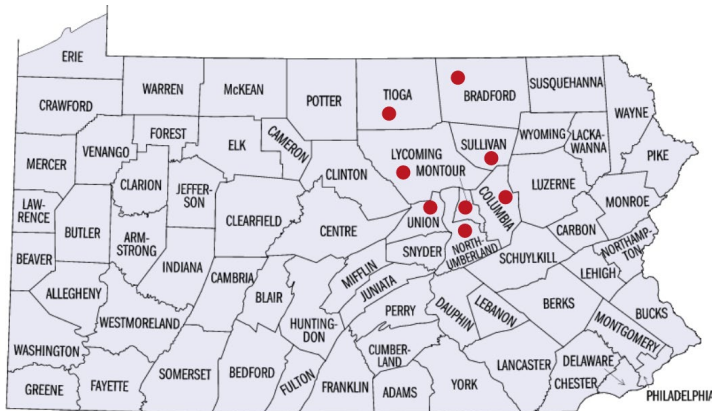 ERIE
WARREN
McKEAN
POTTER
TIOGA
BRADFORD
SUSQUEHANNA
CRAWFORD
WAYNE
FOREST
ELK
CAMERON
SULLIVAN
WYOMING
LACKA-
WANNA
PIKE
MERCER
VENANGO
LYCOMING
MONTOUR
CLINTON
CLARION
JEFFER-
SON
COLUMBIA
LUZERNE
MONROE
LAW-
RENCE
BUTLER
CLEARFIELD
CENTRE
UNION
CARBON
ARM-
STRONG
SNYDER
NORTH-
UMBERLAND
SCHUYLKILL
NORTHAMP-
TON
BEAVER
INDIANA
CAMBRIA
MIFFLIN
JUNIATA
LEHIGH
ALLEGHENY
BLAIR
HUNTING-
DON
PERRY
DAUPHIN
LEBANON
BERKS
BUCKS
WESTMORELAND
MONTGOMERY
WASHINGTON
CUMBER-
LAND
LANCASTER
DELAWARE
GREENE
FAYETTE
SOMERSET
BEDFORD
FULTON
FRANKLIN
ADAMS
YORK
CHESTER
PHILADELPHIA